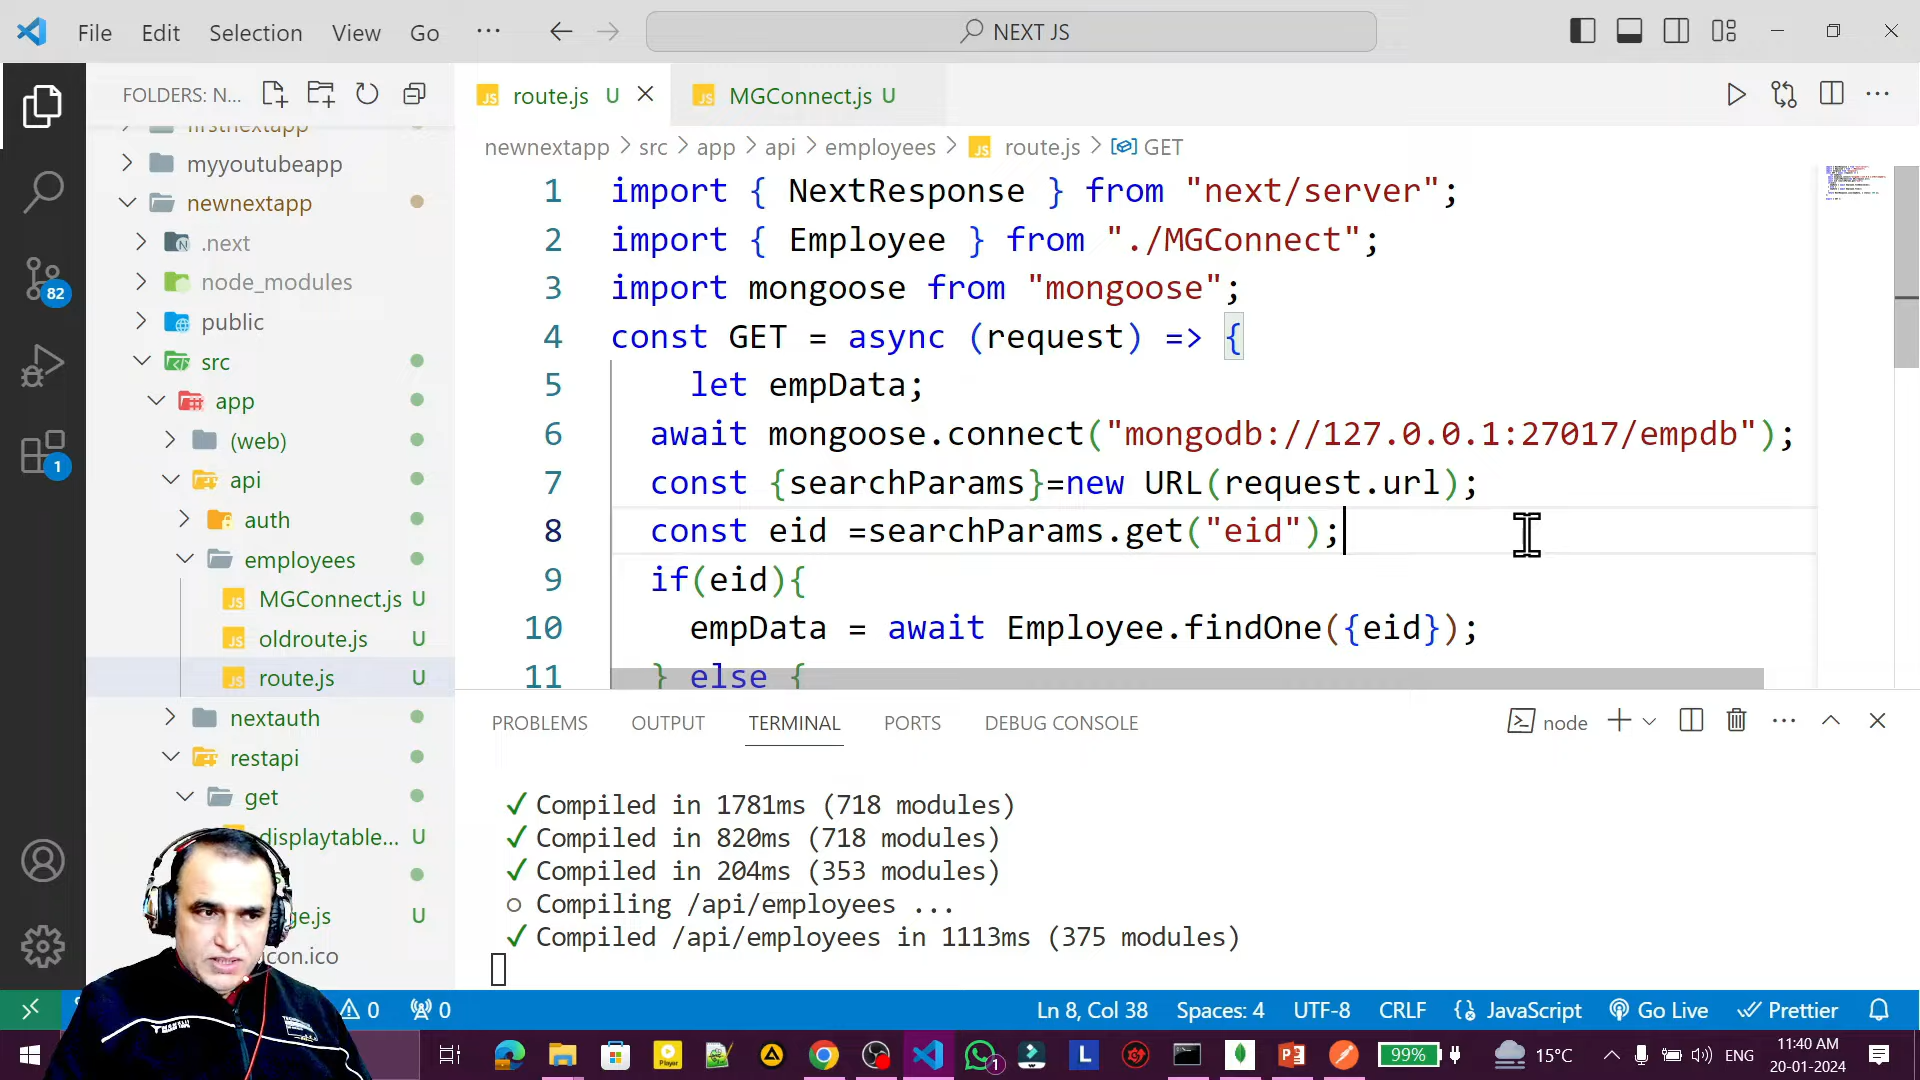 File Edit Selection View Go ··· NEXT JS
FOLDERS: N...
route.js U
MGConnect.js U
newnextapp > src > app > api > employees > route.js > GET
firstnextapp
myyoutubeapp
newnextapp
.next
node_modules
public
src
app
(web)
api
auth
employees
MGConnect.js U
oldroute.js U
route.js U
nextauth
restapi
get
displaytable... U
ge.js U
icon.ico
82
1
1 import { NextResponse } from "next/server";
2 import { Employee } from "./MGConnect";
3 import mongoose from "mongoose";
4 const GET = async (request) => {
5 let empData;
6 await mongoose.connect("mongodb://127.0.0.1:27017/empdb");
7 const {searchParams}=new URL(request.url);
8 const eid =searchParams.get("eid");
9 if(eid){
10 empData = await Employee.findOne({eid});
11 } else {
PROBLEMS OUTPUT TERMINAL PORTS DEBUG CONSOLE node
✓ Compiled in 1781ms (718 modules)
✓ Compiled in 820ms (718 modules)
✓ Compiled in 204ms (353 modules)
○ Compiling /api/employees ...
✓ Compiled /api/employees in 1113ms (375 modules)
0 0 Ln 8, Col 38 Spaces: 4 UTF-8 CRLF {} JavaScript Go Live Prettier
Player L 1 99% 15°C ENG 11:40 AM
20-01-2024